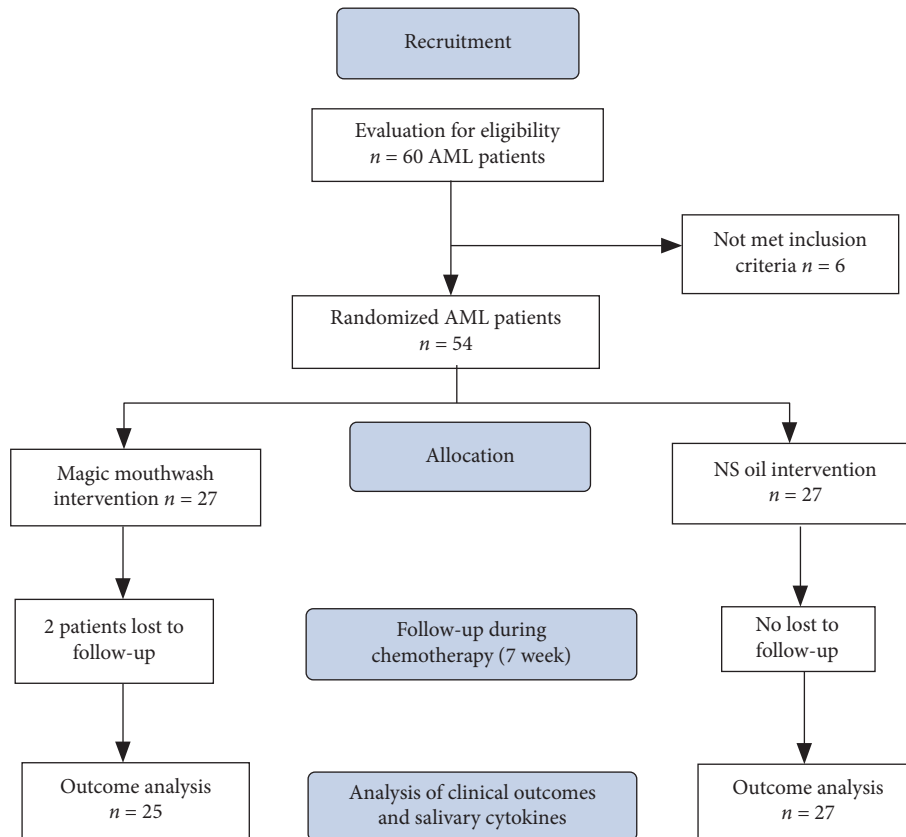 Recruitment
Evaluation for eligibility
n = 60 AML patients
Not met inclusion
criteria n = 6
Randomized AML patients
n = 54
Allocation
Magic mouthwash
intervention n = 27
NS oil intervention
n = 27
2 patients lost to
follow-up
Follow-up during
chemotherapy (7 week)
No lost to
follow-up
Outcome analysis
n = 25
Analysis of clinical outcomes
and salivary cytokines
Outcome analysis
n = 27